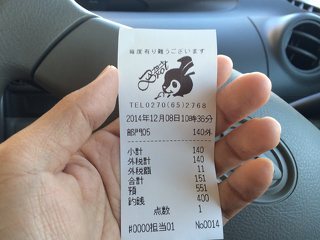 毎度有り難うございます
TEL0270(65)2768
2014年12月08日10時36分
部門05 140外
小計 140
外税計 140
外税額 11
合計 151
預 551
釣銭 400
点数 1
#0000担当01 No0014